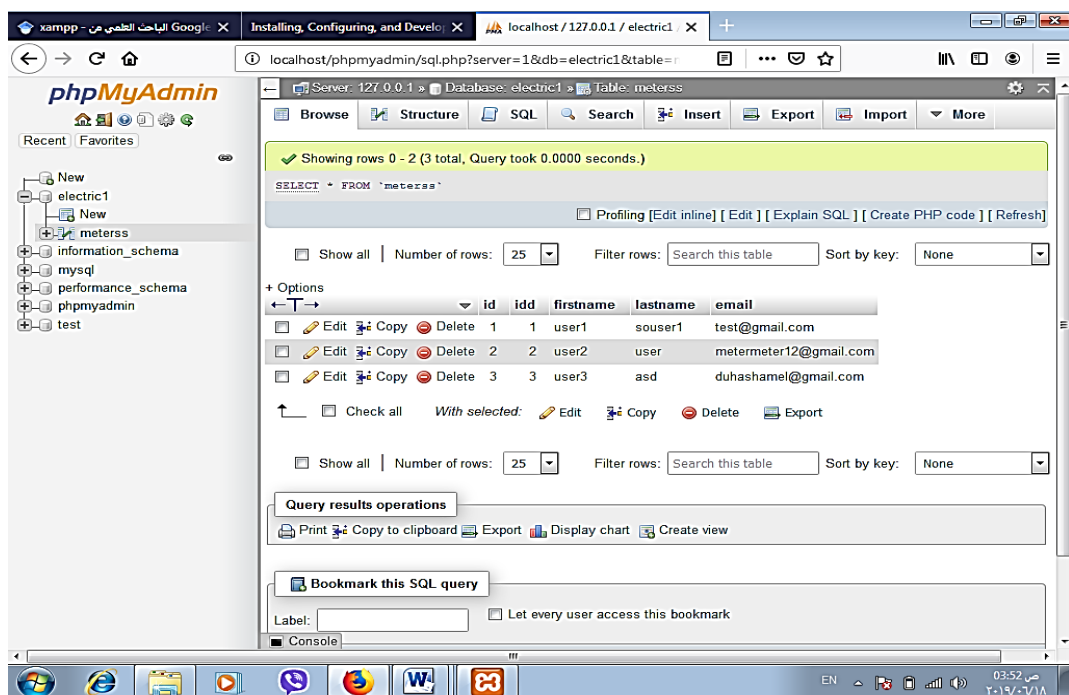 xampp - الباحث العلمي من Google
Installing, Configuring, and Develop
localhost / 127.0.0.1 / electric1 /
localhost/phpmyadmin/sql.php?server=1&db=electric1&table=
phpMyAdmin
Recent Favorites
New
electric1
New
meterss
information_schema
mysql
performance_schema
phpmyadmin
test
Server: 127.0.0.1 » Database: electric1 » Table: meterss
Browse Structure SQL Search Insert Export Import More
Showing rows 0 - 2 (3 total, Query took 0.0000 seconds.)
SELECT * FROM `meterss`
Profiling [Edit inline] [ Edit ] [ Explain SQL ] [ Create PHP code ] [ Refresh]
Show all | Number of rows: 25 Filter rows: Search this table Sort by key: None
+ Options
←T→ id idd firstname lastname email
Edit Copy Delete 1 1 user1 souser1 test@gmail.com
Edit Copy Delete 2 2 user2 user metermeter12@gmail.com
Edit Copy Delete 3 3 user3 asd duhashamel@gmail.com
Check all With selected: Edit Copy Delete Export
Show all | Number of rows: 25 Filter rows: Search this table Sort by key: None
Query results operations
Print Copy to clipboard Export Display chart Create view
Bookmark this SQL query
Label: Let every user access this bookmark
Console
EN 03:52 ص
٢٠١٩/٠٦/١٨